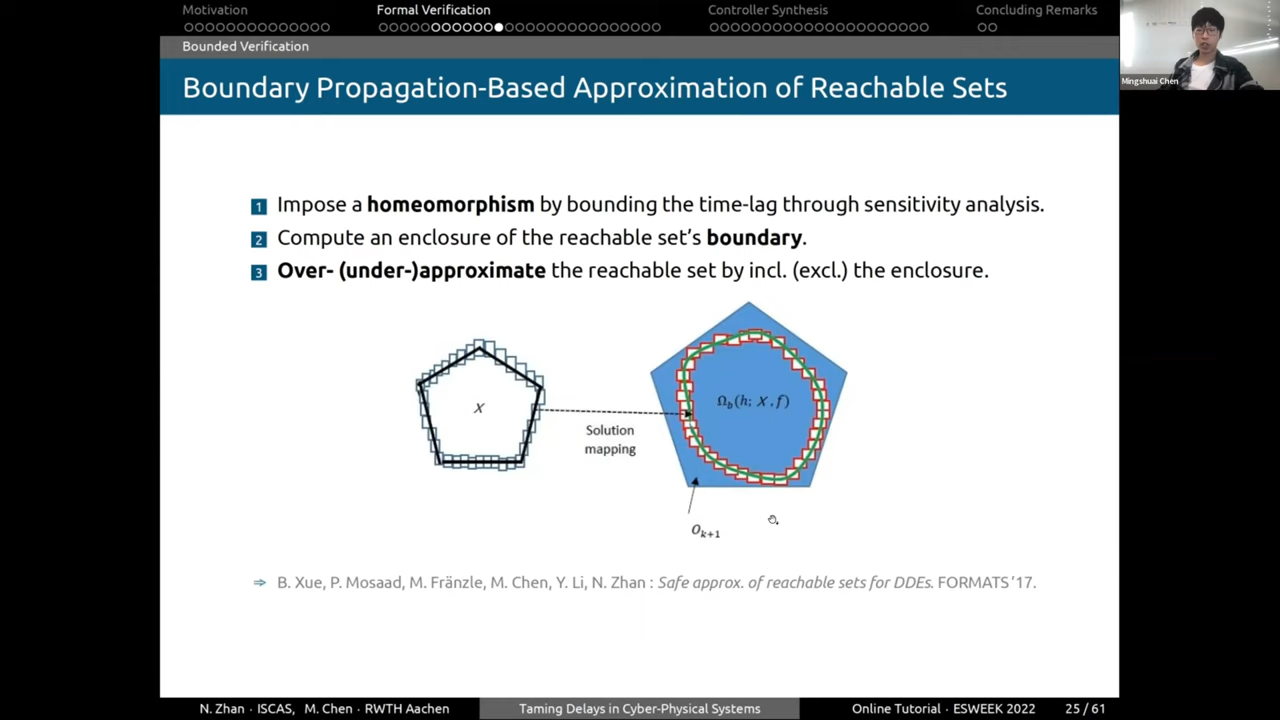 Motivation
Formal Verification
Controller Synthesis
Concluding Remarks
Bounded Verification
Mingshuai Chen
Boundary Propagation-Based Approximation of Reachable Sets
1 Impose a homeomorphism by bounding the time-lag through sensitivity analysis.
2 Compute an enclosure of the reachable set's boundary.
3 Over- (under-)approximate the reachable set by incl. (excl.) the enclosure.
X
Ω_b(h; X, f)
Solution
mapping
O_{k+1}
⇒ B. Xue, P. Mosaad, M. Fränzle, M. Chen, Y. Li, N. Zhan : Safe approx. of reachable sets for DDEs. FORMATS '17.
N. Zhan · ISCAS, M. Chen · RWTH Aachen
Taming Delays in Cyber-Physical Systems
Online Tutorial · ESWEEK 2022
25 / 61